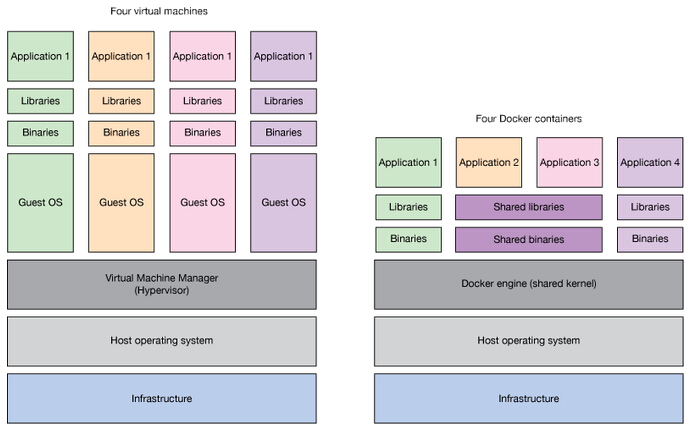 Four virtual machines
Application 1 Application 1 Application 1 Application 1
Libraries Libraries Libraries Libraries
Binaries Binaries Binaries Binaries
Guest OS Guest OS Guest OS Guest OS
Virtual Machine Manager
(Hypervisor)
Host operating system
Infrastructure
Four Docker containers
Application 1 Application 2 Application 3 Application 4
Libraries Shared libraries Libraries
Binaries Shared binaries Binaries
Docker engine (shared kernel)
Host operating system
Infrastructure